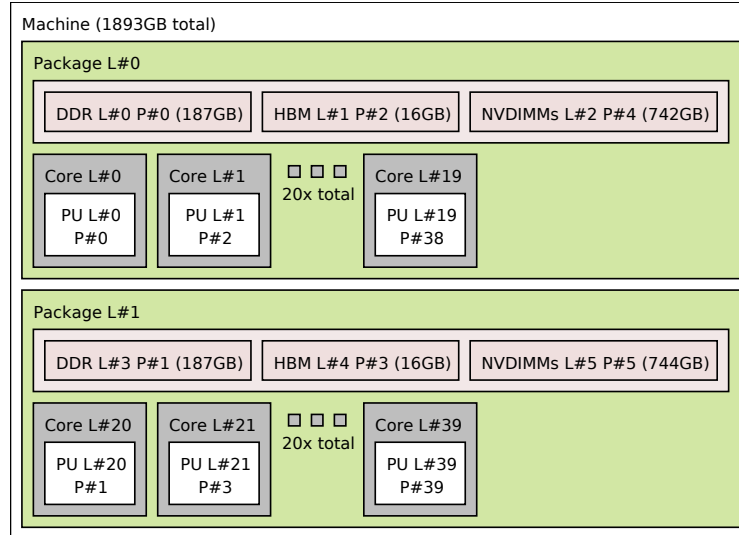 Machine (1893GB total)
Package L#0
DDR L#0 P#0 (187GB) HBM L#1 P#2 (16GB) NVDIMMs L#2 P#4 (742GB)
Core L#0 Core L#1 Core L#19
20x total
PU L#0 PU L#1 PU L#19
P#0 P#2 P#38
Package L#1
DDR L#3 P#1 (187GB) HBM L#4 P#3 (16GB) NVDIMMs L#5 P#5 (744GB)
Core L#20 Core L#21 Core L#39
20x total
PU L#20 PU L#21 PU L#39
P#1 P#3 P#39